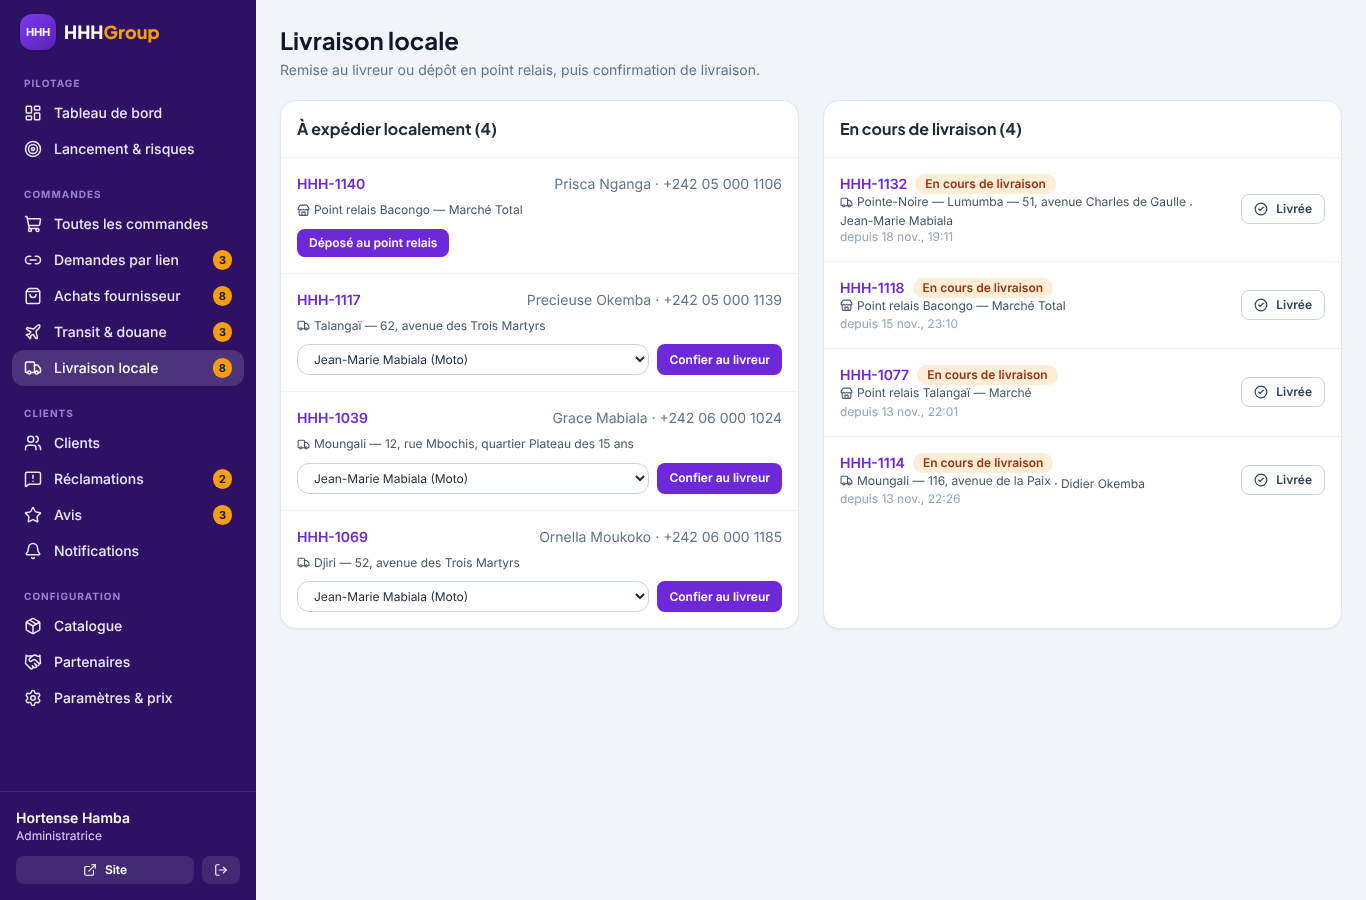 HHH HHHGroup
PILOTAGE
Tableau de bord
Lancement & risques
COMMANDES
Toutes les commandes
Demandes par lien 3
Achats fournisseur 8
Transit & douane 3
Livraison locale 8
CLIENTS
Clients
Réclamations 2
Avis 3
Notifications
CONFIGURATION
Catalogue
Partenaires
Paramètres & prix
Hortense Hamba
Administratrice
Site
Livraison locale
Remise au livreur ou dépôt en point relais, puis confirmation de livraison.
À expédier localement (4)
HHH-1140 Prisca Nganga · +242 05 000 1106
Point relais Bacongo — Marché Total
Déposé au point relais
HHH-1117 Precieuse Okemba · +242 05 000 1139
Talangaï — 62, avenue des Trois Martyrs
Jean-Marie Mabiala (Moto) Confier au livreur
HHH-1039 Grace Mabiala · +242 06 000 1024
Moungali — 12, rue Mbochis, quartier Plateau des 15 ans
Jean-Marie Mabiala (Moto) Confier au livreur
HHH-1069 Ornella Moukoko · +242 06 000 1185
Djiri — 52, avenue des Trois Martyrs
Jean-Marie Mabiala (Moto) Confier au livreur
En cours de livraison (4)
HHH-1132 En cours de livraison
Pointe-Noire — Lumumba — 51, avenue Charles de Gaulle ·
Jean-Marie Mabiala
depuis 18 nov., 19:11
Livrée
HHH-1118 En cours de livraison
Point relais Bacongo — Marché Total
depuis 15 nov., 23:10
Livrée
HHH-1077 En cours de livraison
Point relais Talangaï — Marché
depuis 13 nov., 22:01
Livrée
HHH-1114 En cours de livraison
Moungali — 116, avenue de la Paix · Didier Okemba
depuis 13 nov., 22:26
Livrée